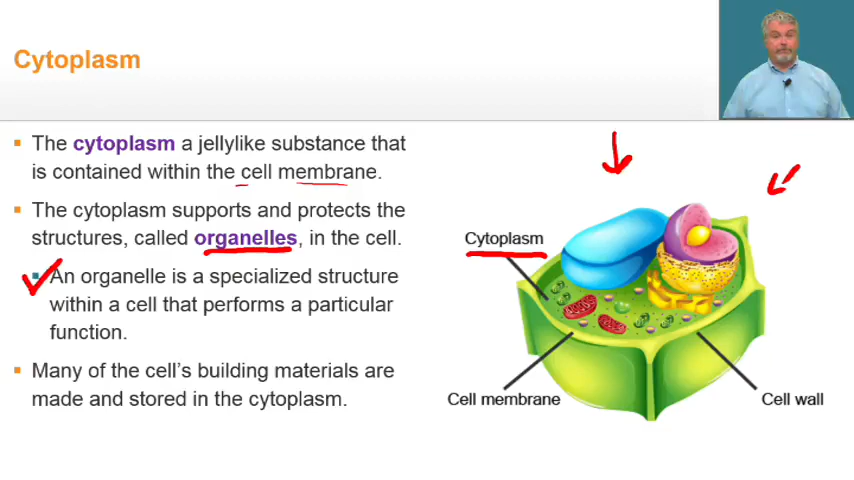 Cytoplasm
The cytoplasm a jellylike substance that
is contained within the cell membrane.
The cytoplasm supports and protects the
structures, called organelles, in the cell.
An organelle is a specialized structure
within a cell that performs a particular
function.
Many of the cell's building materials are
made and stored in the cytoplasm.
Cytoplasm
Cell membrane
Cell wall